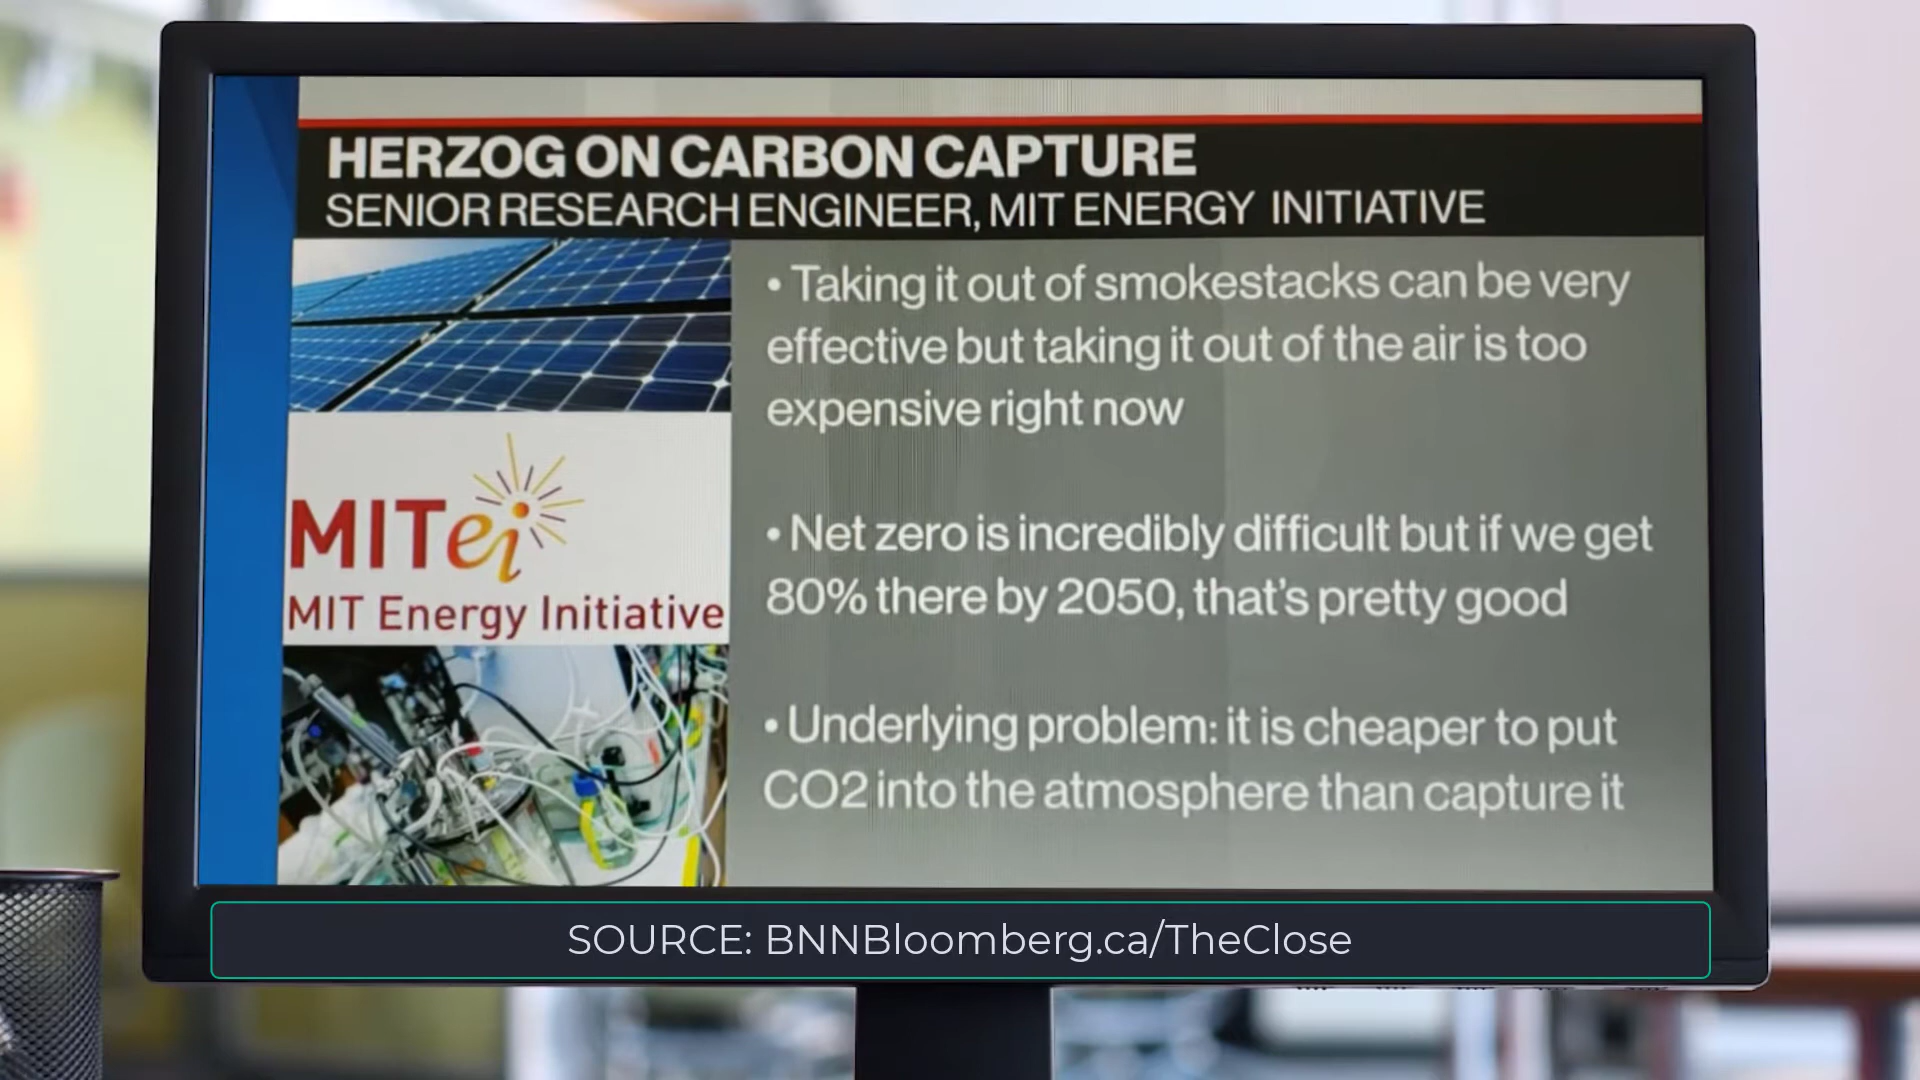 HERZOG ON CARBON CAPTURE
SENIOR RESEARCH ENGINEER, MIT ENERGY INITIATIVE
• Taking it out of smokestacks can be very
effective but taking it out of the air is too
expensive right now
MITei
MIT Energy Initiative
• Net zero is incredibly difficult but if we get
80% there by 2050, that's pretty good
• Underlying problem: it is cheaper to put
CO2 into the atmosphere than capture it
SOURCE: BNNBloomberg.ca/TheClose